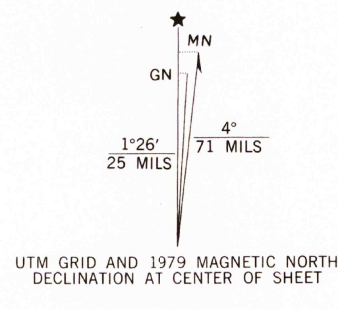 ★
MN
GN
1°26′
25 MILS
4°
71 MILS
UTM GRID AND 1979 MAGNETIC NORTH
DECLINATION AT CENTER OF SHEET